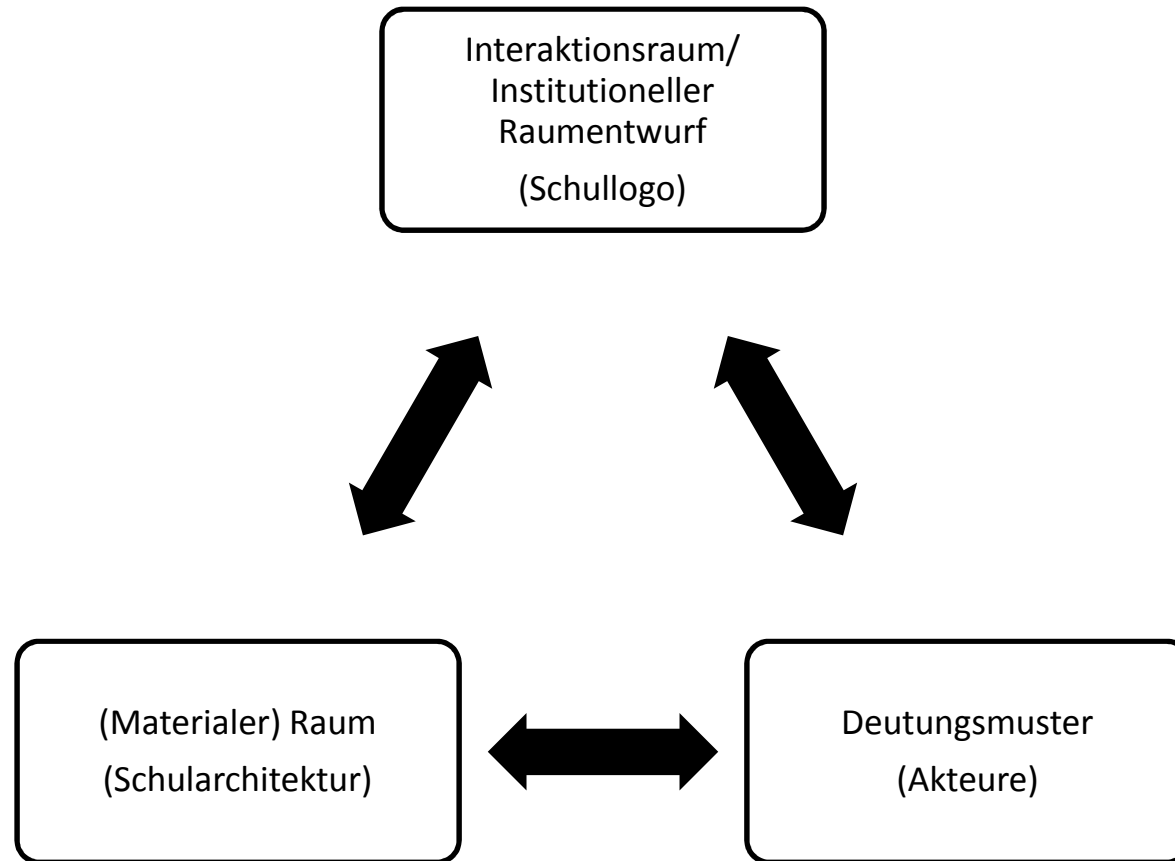 Interaktionsraum/
Institutioneller
Raumentwurf
(Schullogo)
(Materialer) Raum
(Schularchitektur)
Deutungsmuster
(Akteure)